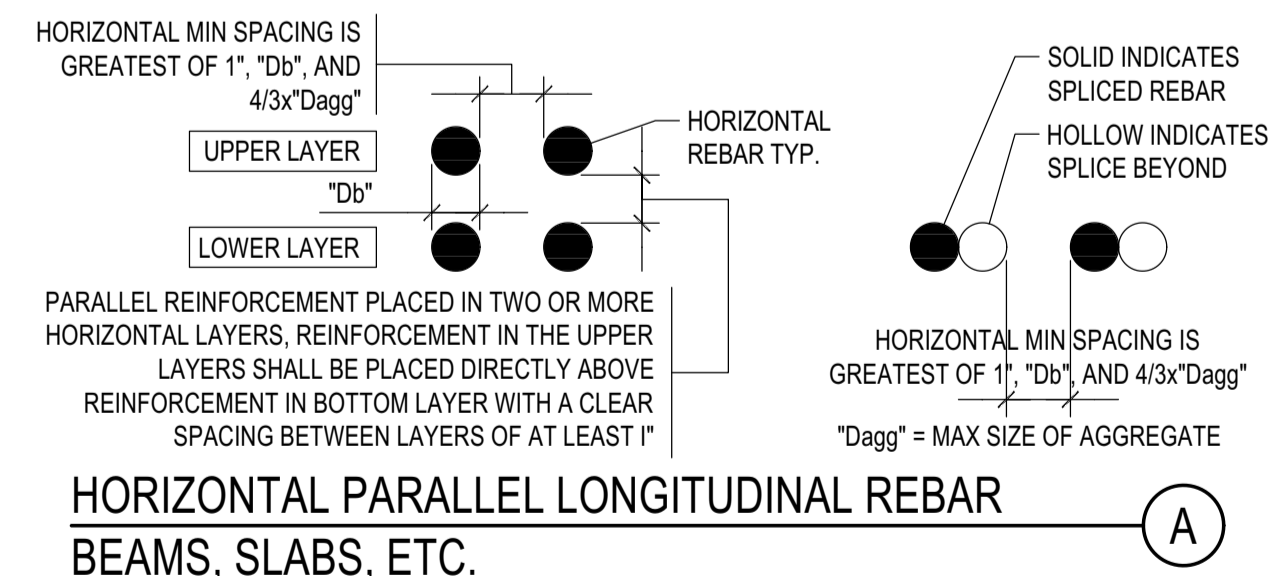 HORIZONTAL MIN SPACING IS
GREATEST OF 1", "Db", AND
4/3x"Dagg"
UPPER LAYER
"Db"
LOWER LAYER
HORIZONTAL
REBAR TYP.
PARALLEL REINFORCEMENT PLACED IN TWO OR MORE
HORIZONTAL LAYERS, REINFORCEMENT IN THE UPPER
LAYERS SHALL BE PLACED DIRECTLY ABOVE
REINFORCEMENT IN BOTTOM LAYER WITH A CLEAR
SPACING BETWEEN LAYERS OF AT LEAST I"
SOLID INDICATES
SPLICED REBAR
HOLLOW INDICATES
SPLICE BEYOND
HORIZONTAL MIN SPACING IS
GREATEST OF 1", "Db", AND 4/3x"Dagg"
"Dagg" = MAX SIZE OF AGGREGATE
HORIZONTAL PARALLEL LONGITUDINAL REBAR
BEAMS, SLABS, ETC.
A